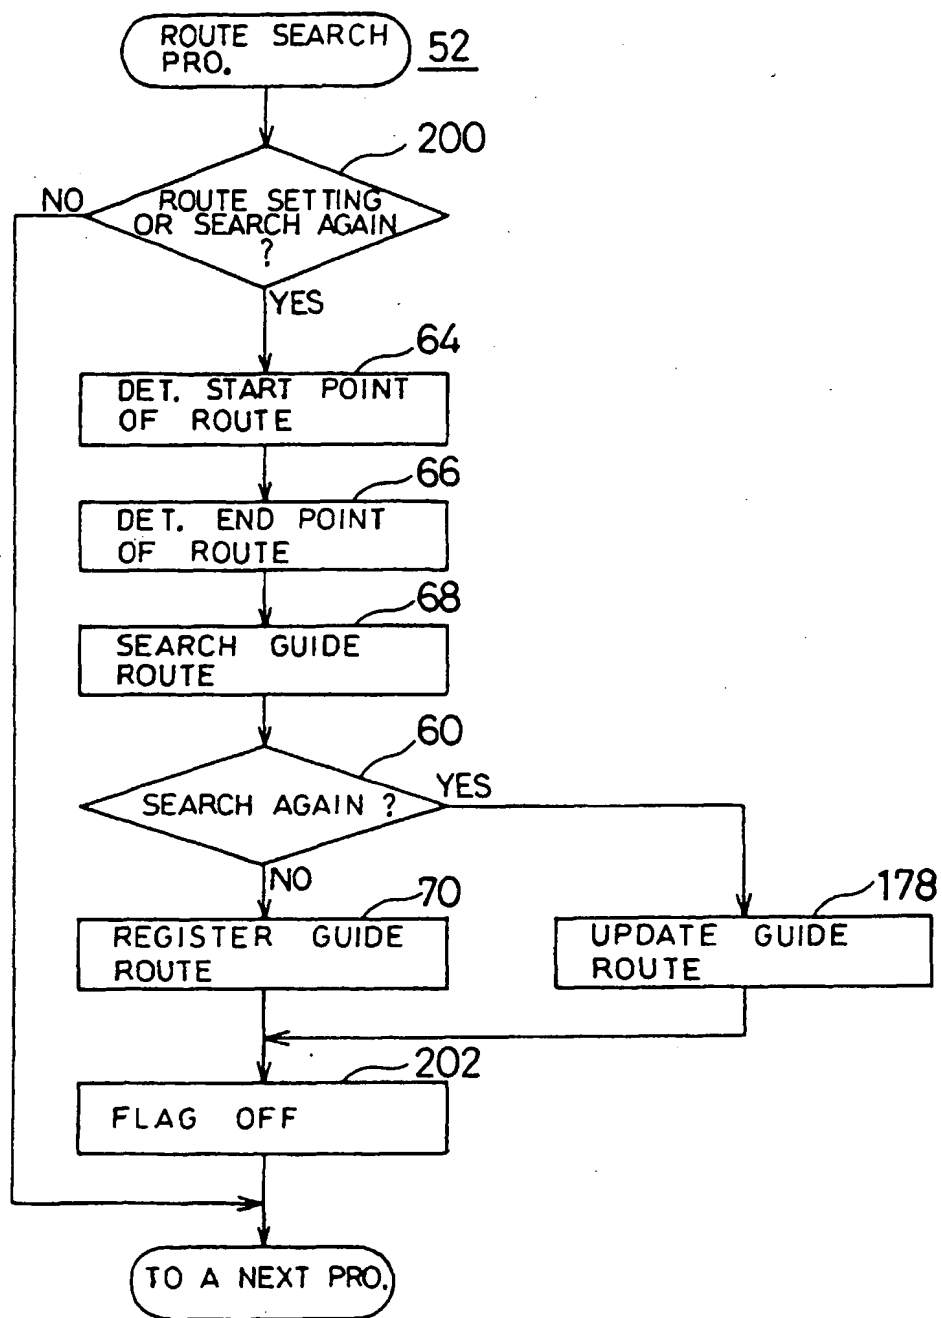 ROUTE SEARCH
PRO.
52
200
NO
ROUTE SETTING
OR SEARCH AGAIN
?
YES
64
DET. START POINT
OF ROUTE
66
DET. END POINT
OF ROUTE
68
SEARCH GUIDE
ROUTE
60
SEARCH AGAIN ?
YES
NO
70
REGISTER GUIDE
ROUTE
178
UPDATE GUIDE
ROUTE
202
FLAG OFF
TO A NEXT PRO.